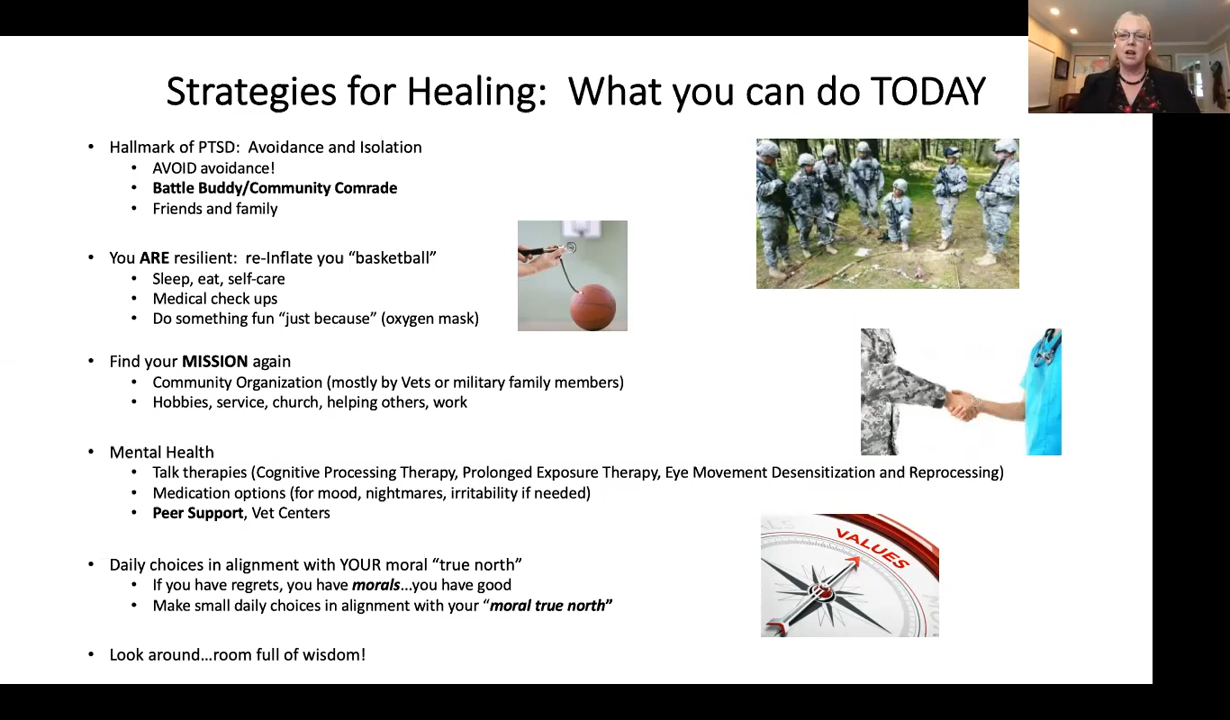 Strategies for Healing:  What you can do TODAY
• Hallmark of PTSD:  Avoidance and Isolation
• AVOID avoidance!
• Battle Buddy/Community Comrade
• Friends and family
• You ARE resilient:  re-Inflate you “basketball”
• Sleep, eat, self-care
• Medical check ups
• Do something fun “just because” (oxygen mask)
• Find your MISSION again
• Community Organization (mostly by Vets or military family members)
• Hobbies, service, church, helping others, work
• Mental Health
• Talk therapies (Cognitive Processing Therapy, Prolonged Exposure Therapy, Eye Movement Desensitization and Reprocessing)
• Medication options (for mood, nightmares, irritability if needed)
• Peer Support, Vet Centers
VALUES
• Daily choices in alignment with YOUR moral “true north”
• If you have regrets, you have morals...you have good
• Make small daily choices in alignment with your “moral true north”
• Look around...room full of wisdom!